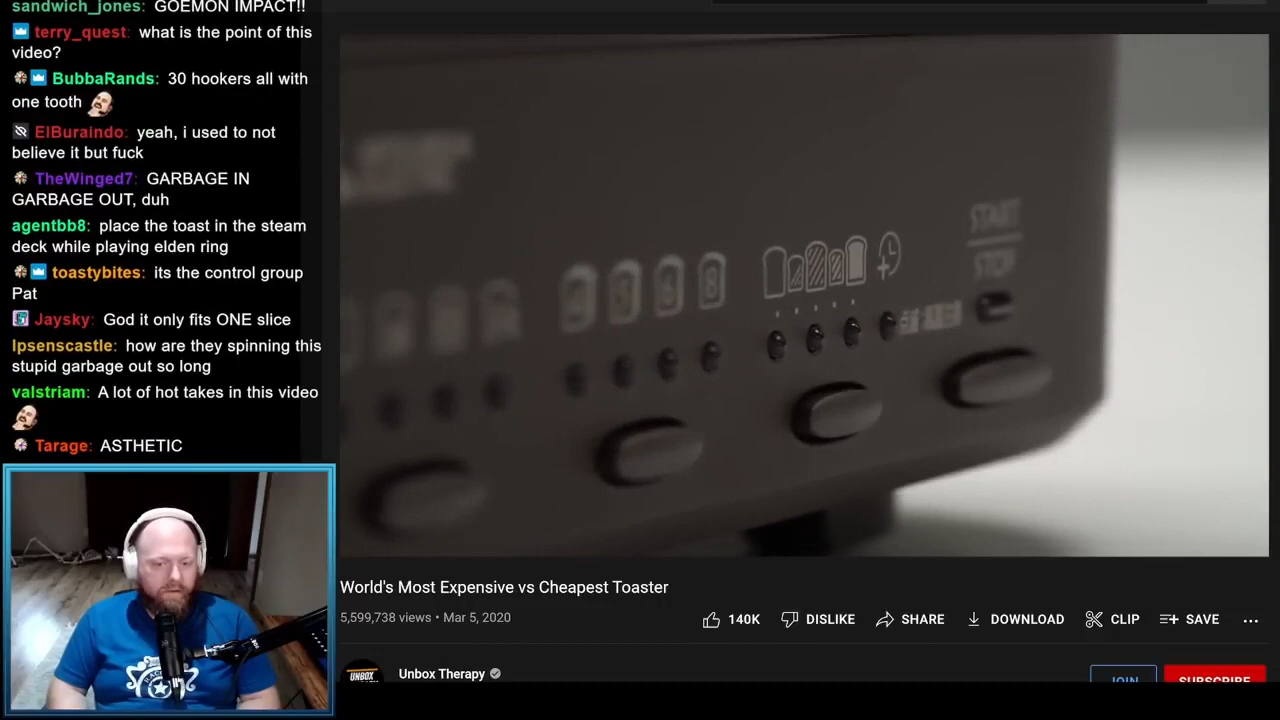 sandwich_jones: GOEMON IMPACT!!
terry_quest: what is the point of this
video?
BubbaRands: 30 hookers all with
one tooth
ElBuraindo: yeah, i used to not
believe it but fuck
TheWinged7: GARBAGE IN
GARBAGE OUT, duh
agentbb8: place the toast in the steam
deck while playing elden ring
toastybites: its the control group
Pat
Jaysky: God it only fits ONE slice
Ipsenscastle: how are they spinning this
stupid garbage out so long
valstriam: A lot of hot takes in this video
Tarage: ASTHETIC
START
STOP
World's Most Expensive vs Cheapest Toaster
5,599,738 views • Mar 5, 2020
140K
DISLIKE
SHARE
DOWNLOAD
CLIP
SAVE
UNBOX
Unbox Therapy
JOIN
SUBSCRIBE